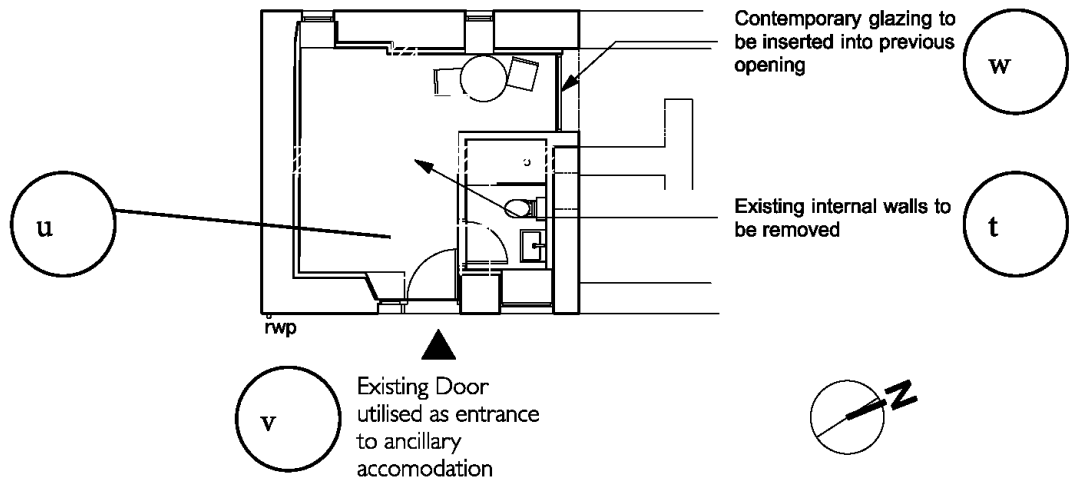 Contemporary glazing to
be inserted into previous
opening
w
u
Existing internal walls to
be removed
t
rwp
v
Existing Door
utilised as entrance
to ancillary
accomodation
N